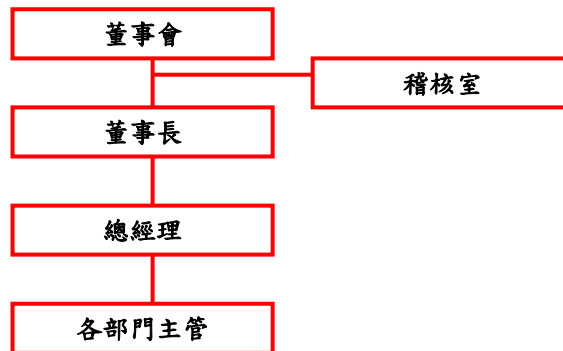 董事會
稽核室
董事長
總經理
各部門主管